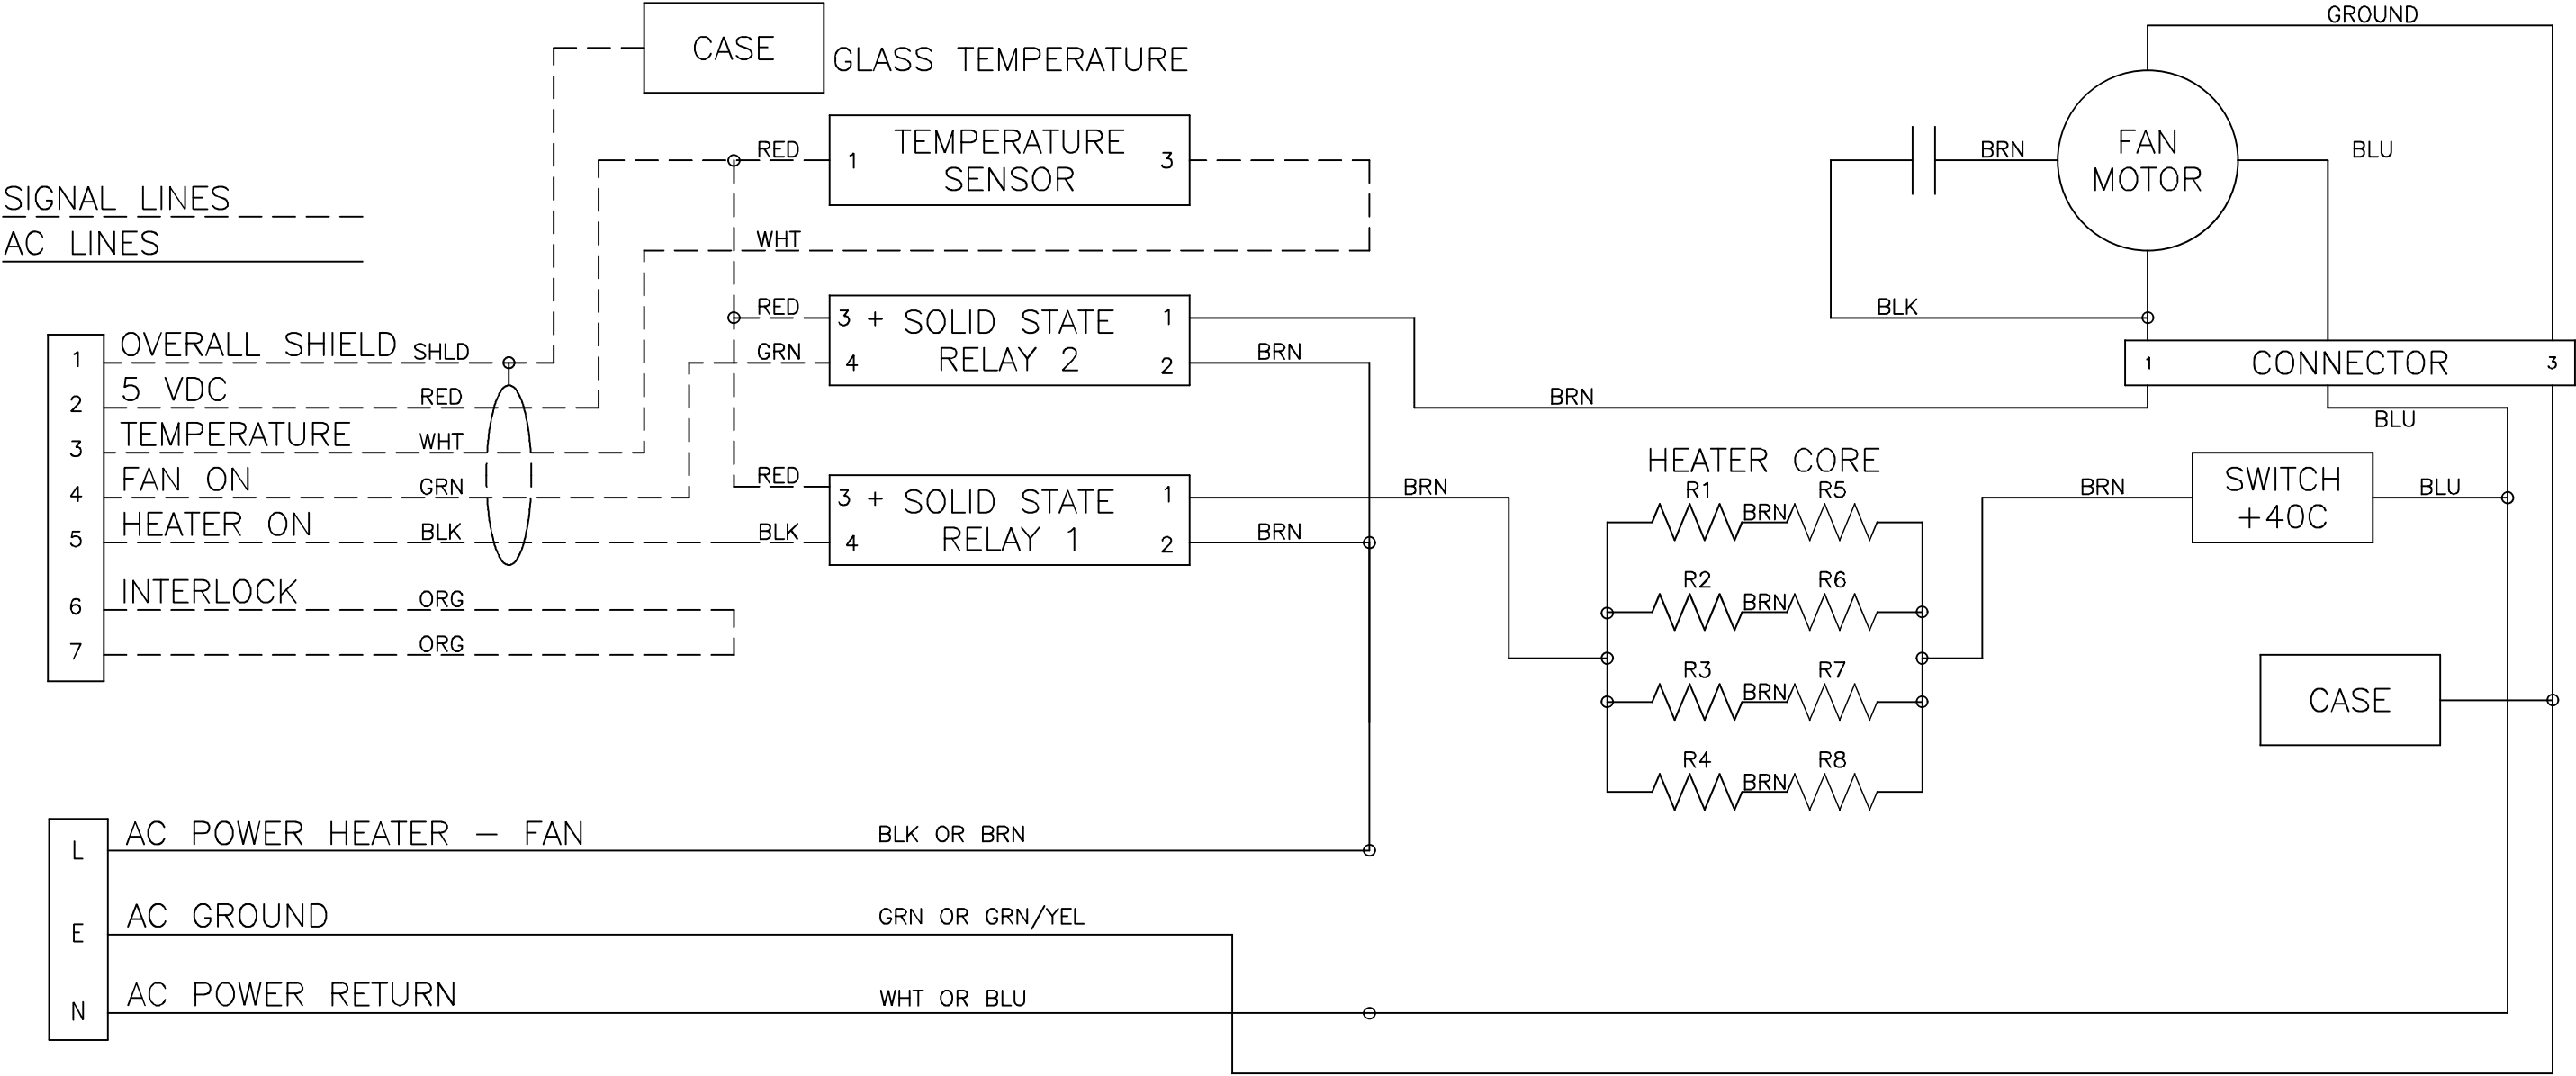 GROUND
CASE
GLASS TEMPERATURE
RED
1
TEMPERATURE
SENSOR
3
BRN
FAN
MOTOR
BLU
SIGNAL LINES
AC LINES
WHT
RED
3 +
SOLID STATE
RELAY 2
1
GRN
4
2
BRN
BLK
1
CONNECTOR
3
BRN
BLU
1
OVERALL SHIELD
SHLD
2
5 VDC
RED
3
TEMPERATURE
WHT
4
FAN ON
GRN
5
HEATER ON
BLK
6
INTERLOCK
ORG
7
ORG
RED
3 +
SOLID STATE
RELAY 1
1
BLK
4
2
BRN
BRN
HEATER CORE
R1
BRN
R5
R2
BRN
R6
R3
BRN
R7
R4
BRN
R8
BRN
SWITCH
+40C
BLU
CASE
L
AC POWER HEATER - FAN
BLK OR BRN
E
AC GROUND
GRN OR GRN/YEL
N
AC POWER RETURN
WHT OR BLU